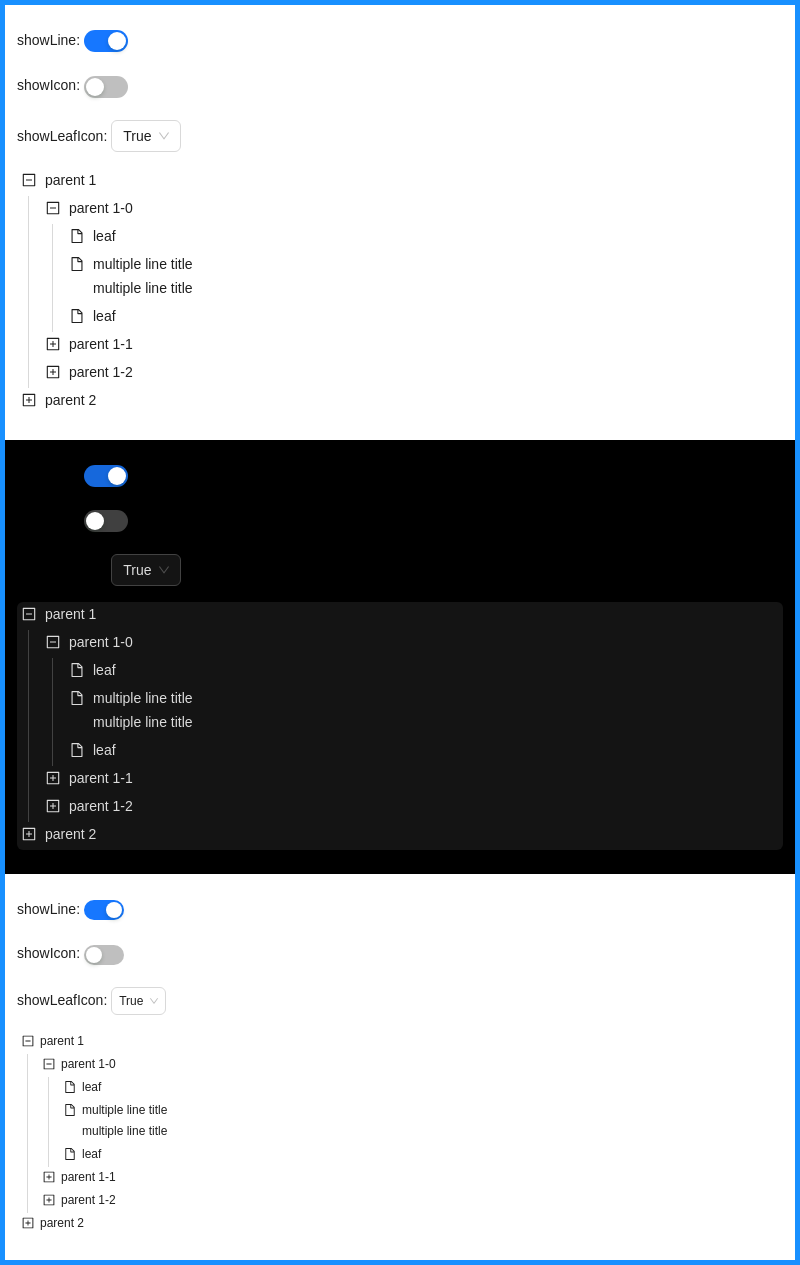 showLine:
showIcon:
showLeafIcon: True
parent 1
parent 1-0
leaf
multiple line title
multiple line title
leaf
parent 1-1
parent 1-2
parent 2
True
parent 1
parent 1-0
leaf
multiple line title
multiple line title
leaf
parent 1-1
parent 1-2
parent 2
showLine:
showIcon:
showLeafIcon: True
parent 1
parent 1-0
leaf
multiple line title
multiple line title
leaf
parent 1-1
parent 1-2
parent 2